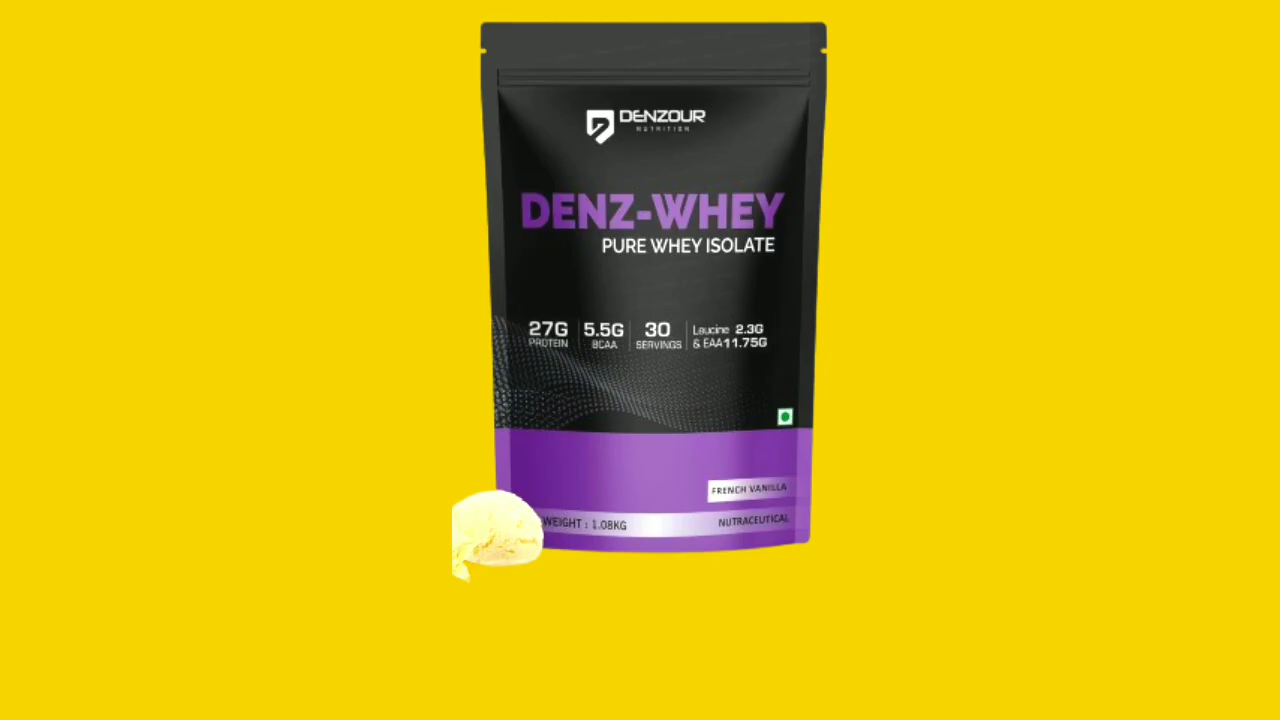 DENZOUR
NUTRITION
DENZ-WHEY
PURE WHEY ISOLATE
27G PROTEIN
5.5G BCAA
30 SERVINGS
Leucine 2.3G
& EAA 11.75G
FRENCH VANILLA
WEIGHT : 1.08KG
NUTRACEUTICAL